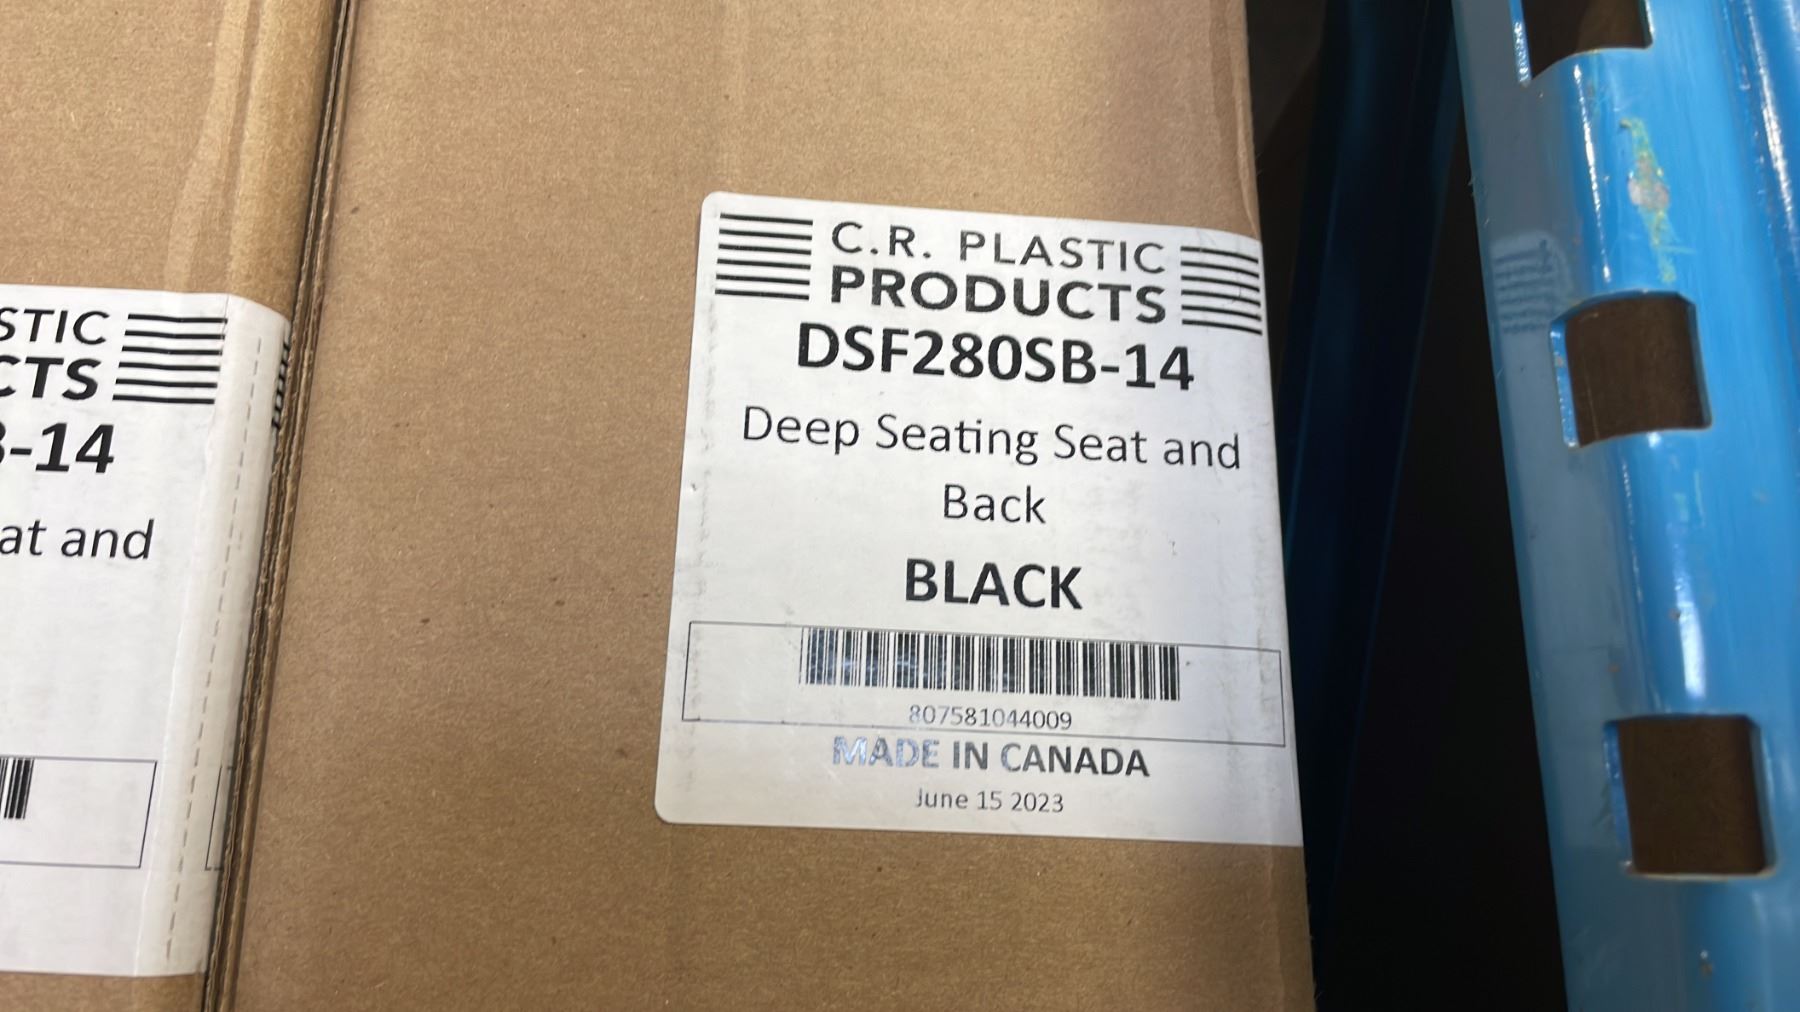 C.R. PLASTIC
PRODUCTS
DSF280SB-14
Deep Seating Seat and
Back
BLACK
807581044009
MADE IN CANADA
June 15 2023
STIC
CTS
-14
at and